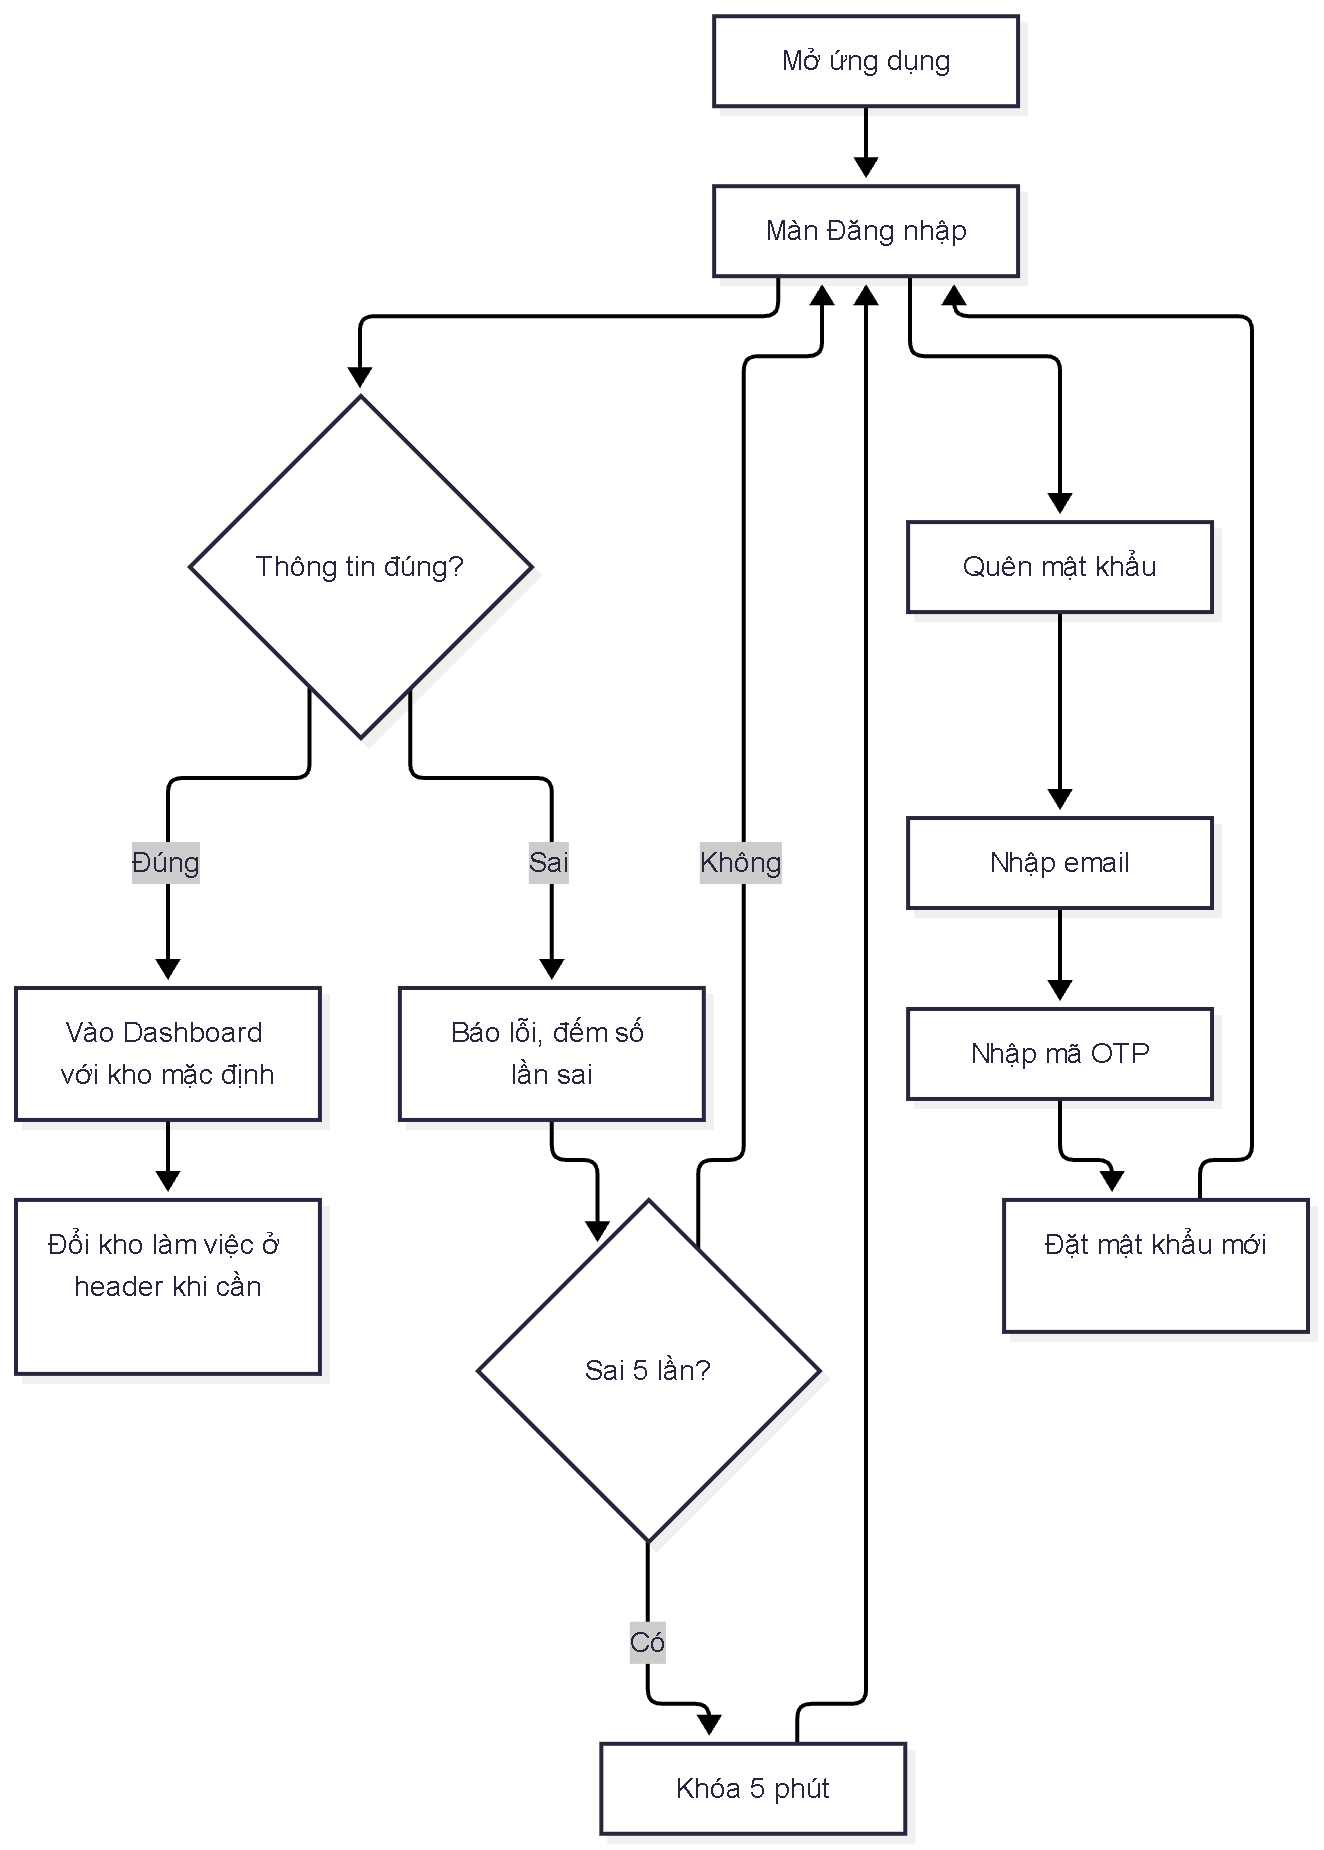 Mở ứng dụng
Màn Đăng nhập
Thông tin đúng?
Quên mật khẩu
Đúng
Sai
Không
Nhập email
Vào Dashboard
với kho mặc định
Báo lỗi, đếm số
lần sai
Nhập mã OTP
Đổi kho làm việc ở
header khi cần
Đặt mật khẩu mới
Sai 5 lần?
Có
Khóa 5 phút